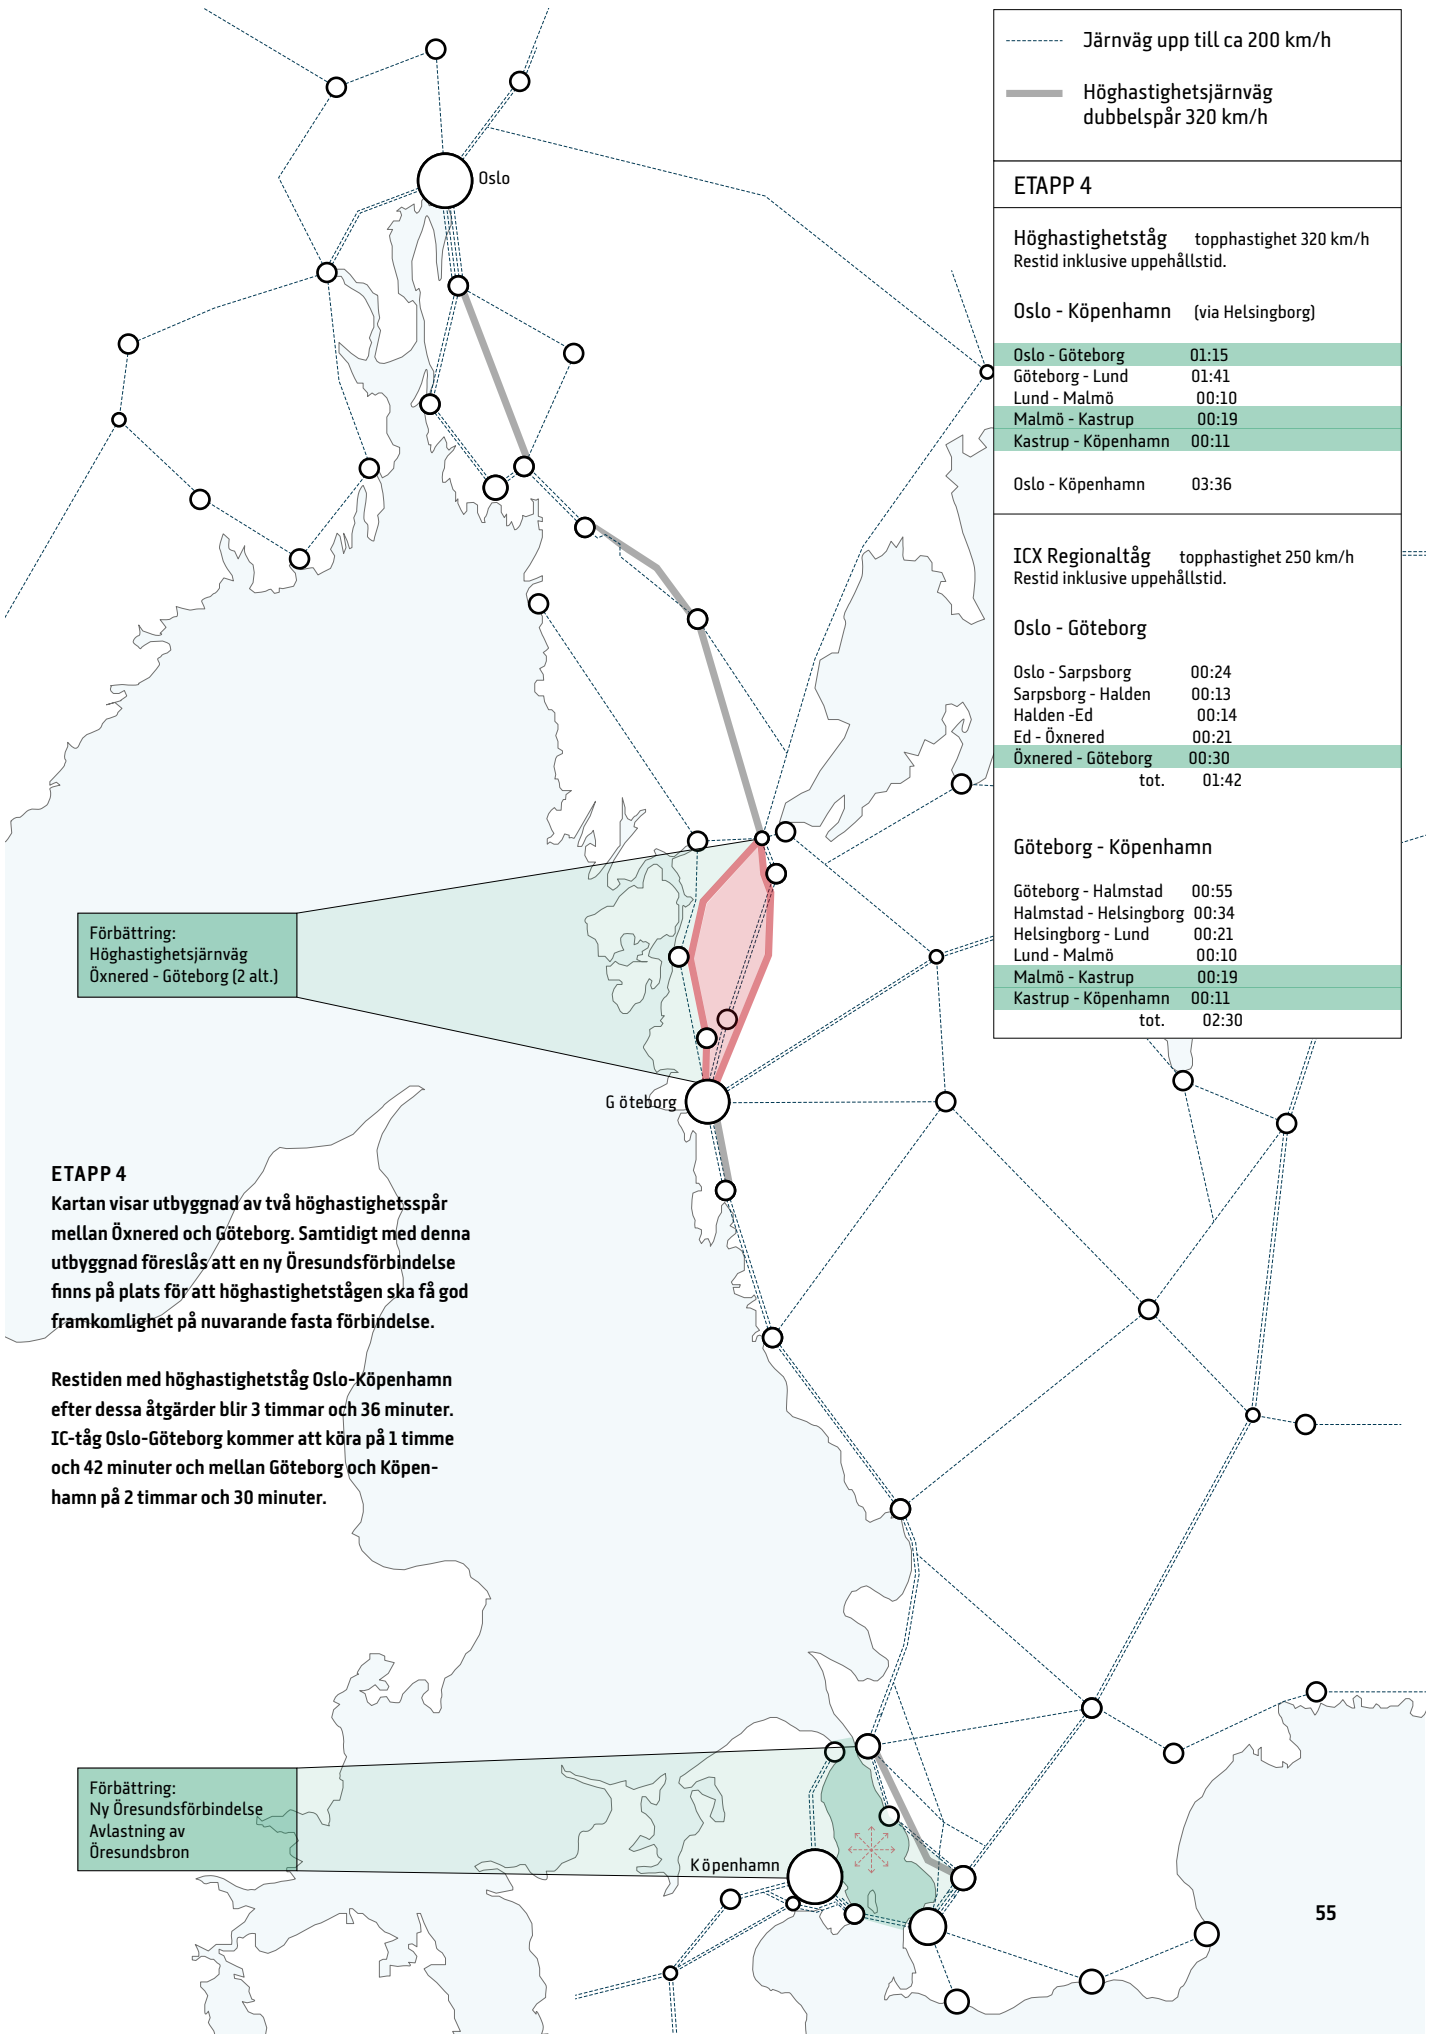 Järnväg upp till ca 200 km/h
Höghastighetsjärnväg
dubbelspår 320 km/h
ETAPP 4
Höghastighetståg topphastighet 320 km/h
Restid inklusive uppehållstid.
Oslo - Köpenhamn (via Helsingborg)
Oslo - Göteborg 01:15
Göteborg - Lund 01:41
Lund - Malmö 00:10
Malmö - Kastrup 00:19
Kastrup - Köpenhamn 00:11
Oslo - Köpenhamn 03:36
ICX Regionaltåg topphastighet 250 km/h
Restid inklusive uppehållstid.
Oslo - Göteborg
Oslo - Sarpsborg 00:24
Sarpsborg - Halden 00:13
Halden -Ed 00:14
Ed - Öxnered 00:21
Öxnered - Göteborg 00:30
tot. 01:42
Göteborg - Köpenhamn
Göteborg - Halmstad 00:55
Halmstad - Helsingborg 00:34
Helsingborg - Lund 00:21
Lund - Malmö 00:10
Malmö - Kastrup 00:19
Kastrup - Köpenhamn 00:11
tot. 02:30
Oslo
Förbättring:
Höghastighetsjärnväg
Öxnered - Göteborg (2 alt.)
G öteborg
ETAPP 4
Kartan visar utbyggnad av två höghastighetsspår
mellan Öxnered och Göteborg. Samtidigt med denna
utbyggnad föreslås att en ny Öresundsförbindelse
finns på plats för att höghastighetstågen ska få god
framkomlighet på nuvarande fasta förbindelse.
Restiden med höghastighetståg Oslo-Köpenhamn
efter dessa åtgärder blir 3 timmar och 36 minuter.
IC-tåg Oslo-Göteborg kommer att köra på 1 timme
och 42 minuter och mellan Göteborg och Köpen-
hamn på 2 timmar och 30 minuter.
Förbättring:
Ny Öresundsförbindelse
Avlastning av
Öresundsbron
K öpenhamn
55